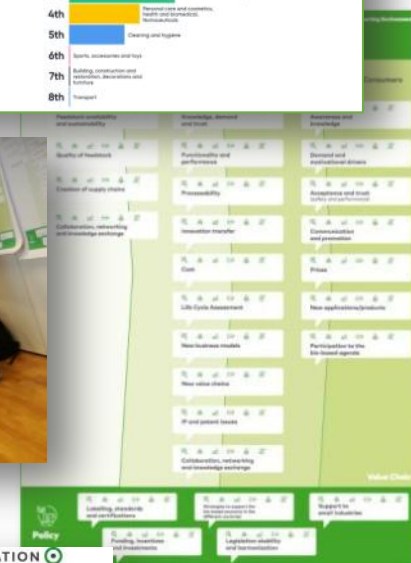 4th
Personal care and cosmetics,
health and biomedical,
Nutraceuticals
5th
Cleaning and hygiene
6th
Sports, accessories and toys
7th
Building, construction and
restoration, decorations and
furniture
8th
Transport
Consumers
Feedstock availability
and sustainability
Quality of feedstock
Creation of supply chains
Collaboration, networking
and knowledge exchange
Knowledge, demand
and trust
Functionality and
performance
Processability
Innovation transfer
Cost
Life Cycle Assessment
New business models
New value chains
IP and patent issues
Collaboration, networking
and knowledge exchange
Awareness and
knowledge
Demand and
motivational drivers
Acceptance and trust
(safety and performance)
Communication
and promotion
Prices
New applications/products
Participation to the
bio-based agenda
Value Chain
Policy
Labelling, standards
and certifications
Funding, incentives
and investments
Legislation stability
and harmonization
Support to
small industries
ATION